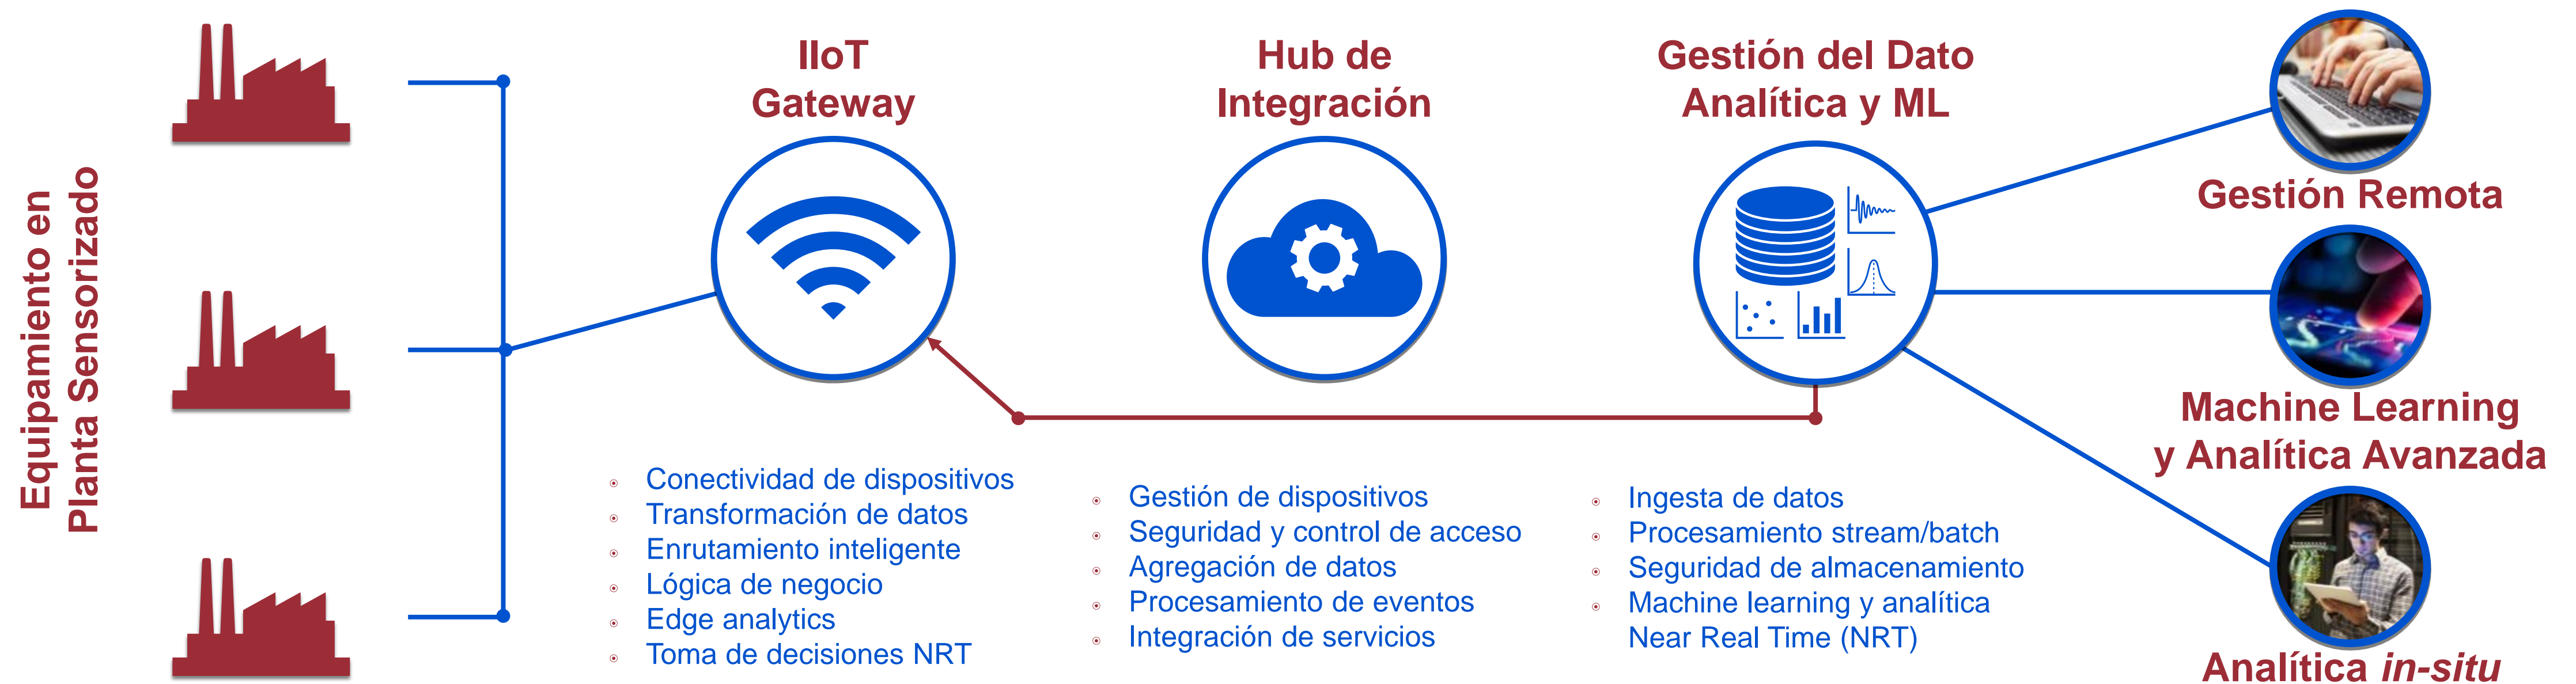 Equipamiento en
Planta Sensorizado
IIoT
Gateway
Conectividad de dispositivos
Transformación de datos
Enrutamiento inteligente
Lógica de negocio
Edge analytics
Toma de decisiones NRT
Hub de
Integración
Gestión de dispositivos
Seguridad y control de acceso
Agregación de datos
Procesamiento de eventos
Integración de servicios
Gestión del Dato
Analítica y ML
Ingesta de datos
Procesamiento stream/batch
Seguridad de almacenamiento
Machine learning y analítica
Near Real Time (NRT)
Gestión Remota
Machine Learning
y Analítica Avanzada
Analítica in-situ